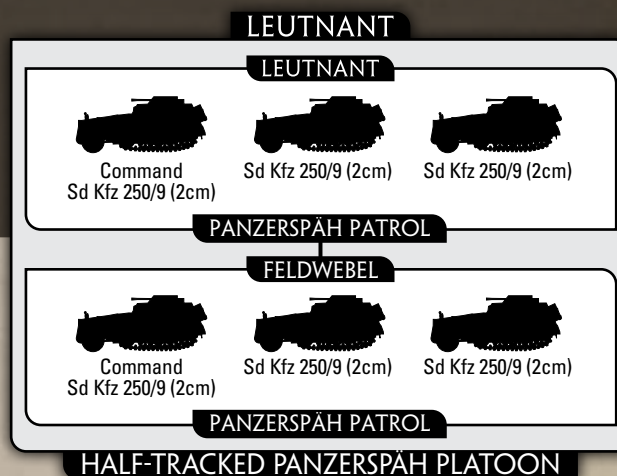 LEUTNANT
LEUTNANT
Command
Sd Kfz 250/9 (2cm)
Sd Kfz 250/9 (2cm)
Sd Kfz 250/9 (2cm)
PANZERSPÄH PATROL
FELDWEBEL
Command
Sd Kfz 250/9 (2cm)
Sd Kfz 250/9 (2cm)
Sd Kfz 250/9 (2cm)
PANZERSPÄH PATROL
HALF-TRACKED PANZERSPÄH PLATOON